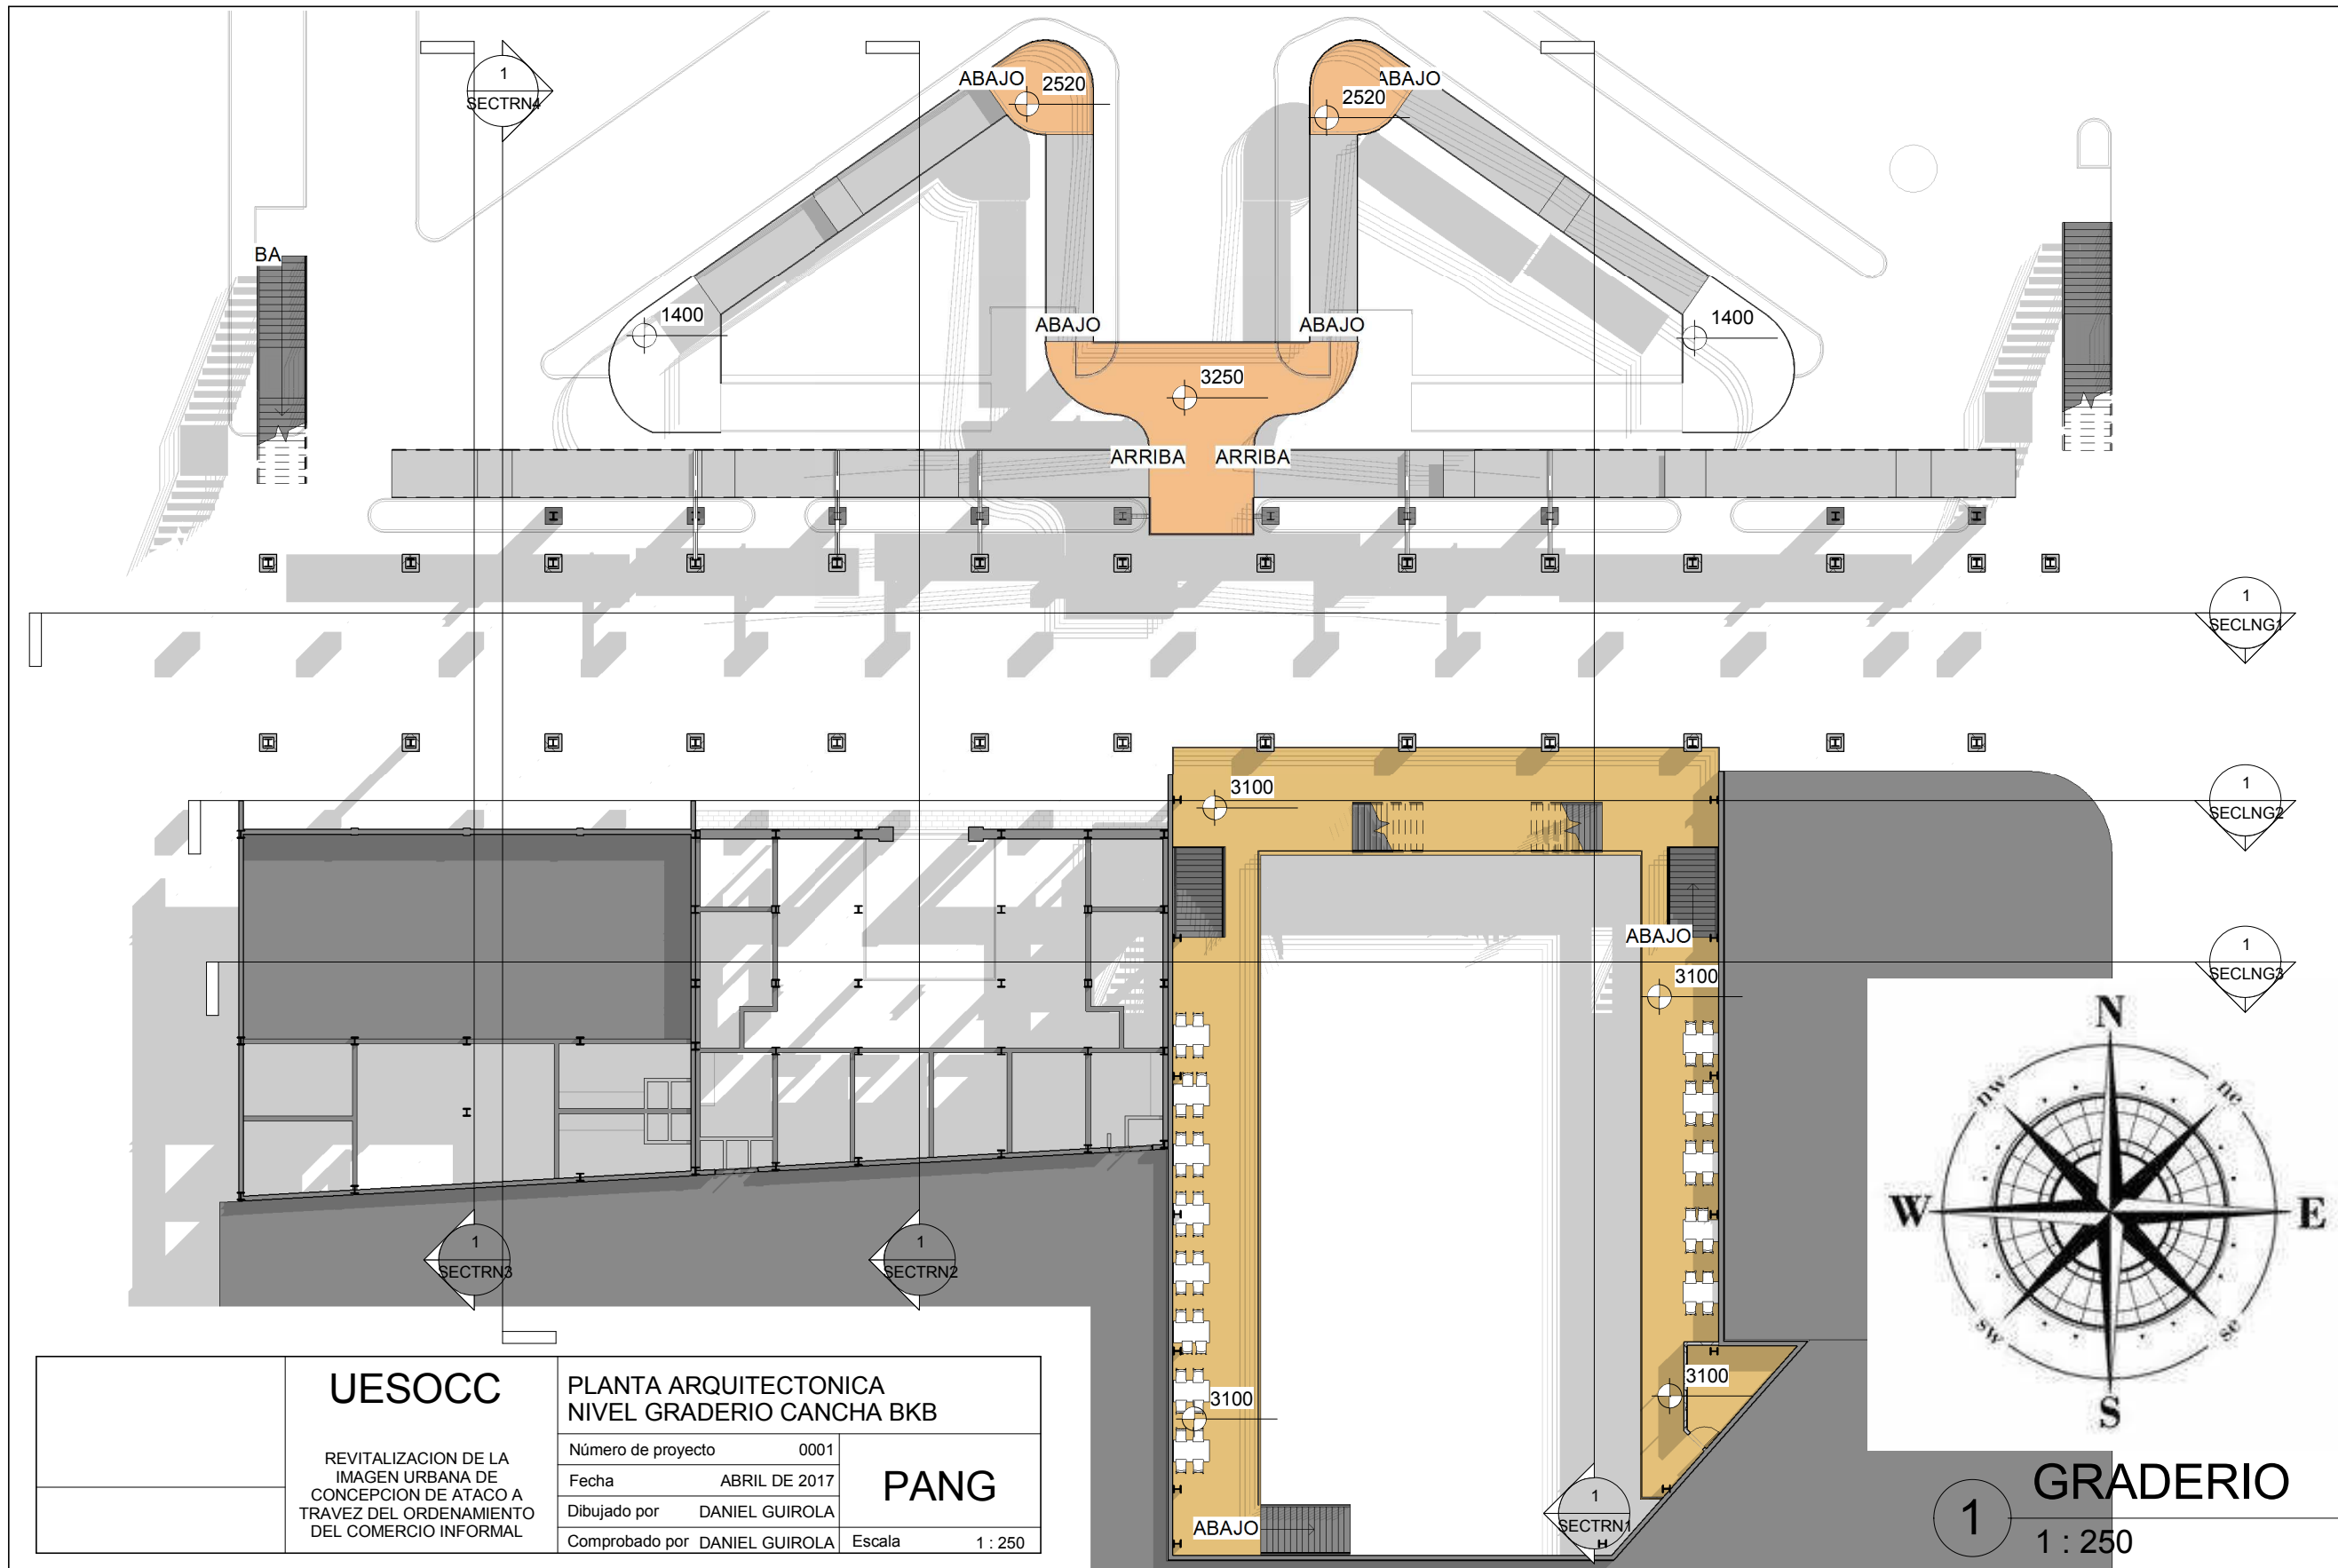 1
SECTRN4
ABAJO
2520
ABAJO
2520
BA
1400
ABAJO
ABAJO
1400
3250
ARRIBA
ARRIBA
1
SECLNG1
3100
1
SECLNG2
ABAJO
3100
1
SECLNG3
N
nw
ne
W
E
sw
se
S
1
SECTRN3
1
SECTRN2
3100
3100
1
SECTRN1
ABAJO
UESOCC
REVITALIZACION DE LA
IMAGEN URBANA DE
CONCEPCION DE ATACO A
TRAVEZ DEL ORDENAMIENTO
DEL COMERCIO INFORMAL
PLANTA ARQUITECTONICA
NIVEL GRADERIO CANCHA BKB
Número de proyecto 0001
Fecha ABRIL DE 2017
Dibujado por DANIEL GUIROLA
Comprobado por DANIEL GUIROLA
PANG
Escala 1 : 250
1
GRADERIO
1 : 250